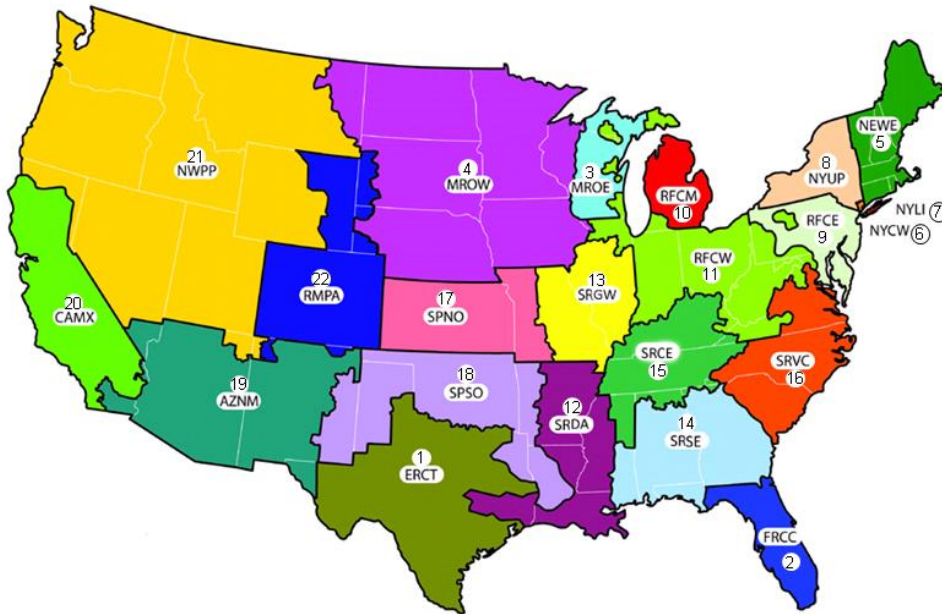 21
NWPP
4
MROW
3
MROE
RFCM
10
8
NYUP
NEWE
5
NYLI 7
NYCW 6
RFCE
9
RFCW
11
13
SRGW
22
RMPA
17
SPNO
20
CAMX
SRCE
15
SRVC
16
19
AZNM
18
SPSO
12
SRDA
14
SRSE
1
ERCT
FRCC
2